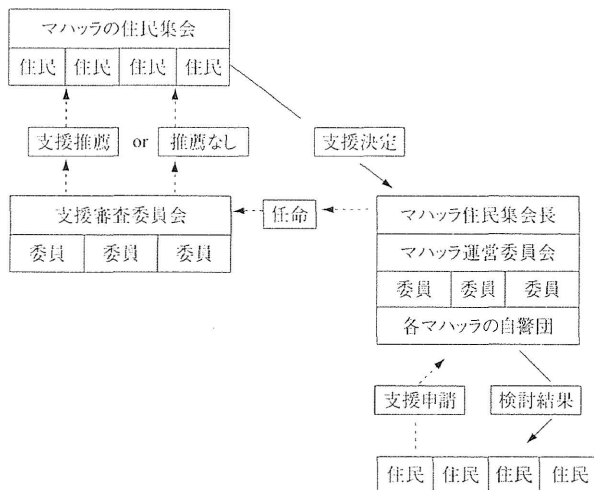 マハッラの住民集会
住民 住民 住民 住民
支援推薦 or 推薦なし
支援決定
支援審査委員会
委員 委員 委員
任命
マハッラ住民集会長
マハッラ運営委員会
委員 委員 委員
各マハッラの自警団
支援申請
検討結果
住民 住民 住民 住民